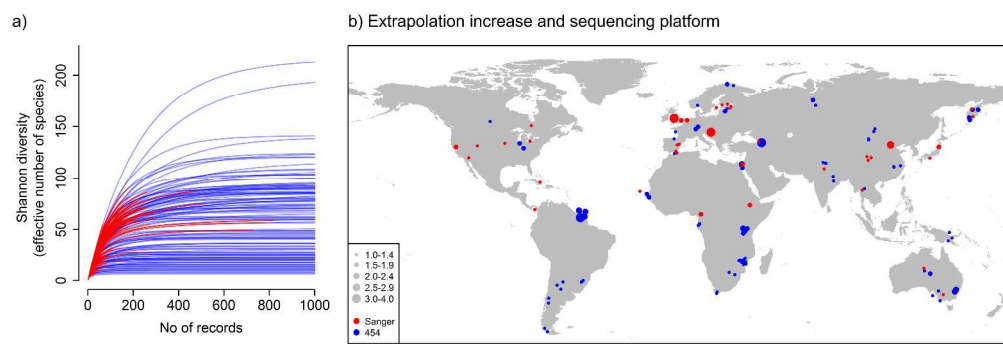 a)
Shannon diversity
(effective number of species)
0
50
100
150
200
0
200
400
600
800
1000
No of records
b) Extrapolation increase and sequencing platform
1.0-1.4
1.5-1.9
2.0-2.4
2.5-2.9
3.0-4.0
Sanger
454